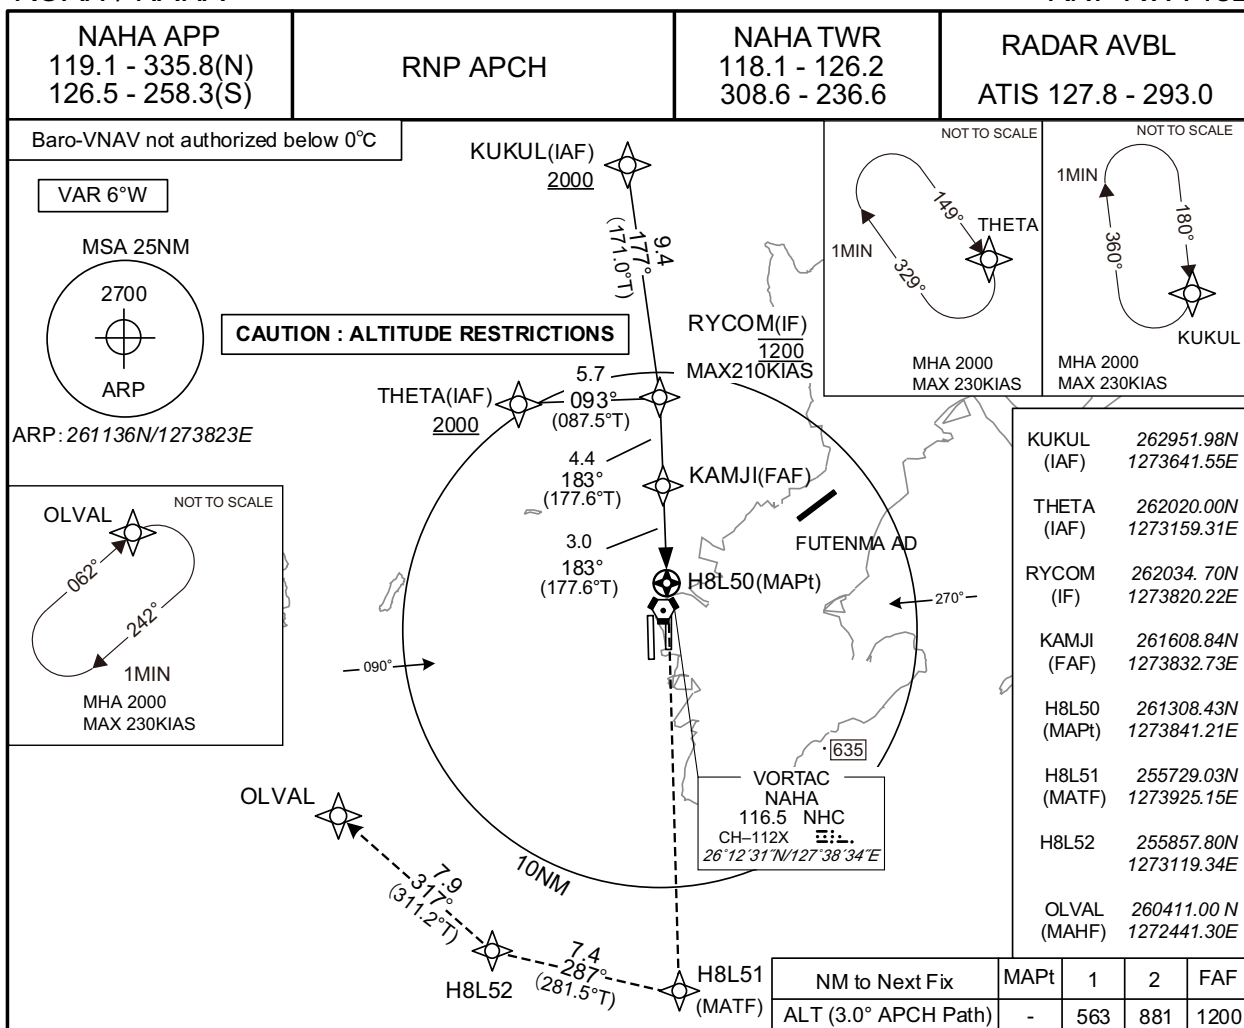 NAHA APP
119.1 - 335.8(N)
126.5 - 258.3(S)
RNP APCH
NAHA TWR
118.1 - 126.2
308.6 - 236.6
RADAR AVBL
ATIS 127.8 - 293.0
Baro-VNAV not authorized below 0°C
VAR 6°W
MSA 25NM
2700
ARP
ARP: 261136N/1273823E
CAUTION : ALTITUDE RESTRICTIONS
KUKUL(IAF)
2000
9.4
177°
(171.0°T)
RYCOM(IF)
1200
MAX210KIAS
THETA(IAF)
2000
5.7
093°
(087.5°T)
4.4
183°
(177.6°T)
KAMJI(FAF)
3.0
183°
(177.6°T)
FUTENMA AD
H8L50(MAPt)
270°
090°
635
VORTAC
NAHA
116.5 NHC
CH–112X
26°12´31˝N/127°38´34˝E
10NM
OLVAL
7.9
317°
(311.2°T)
H8L52
7.4
287°
(281.5°T)
H8L51
(MATF)
NOT TO SCALE
149°
THETA
1MIN
329°
MHA 2000
MAX 230KIAS
NOT TO SCALE
1MIN
180°
360°
KUKUL
MHA 2000
MAX 230KIAS
NOT TO SCALE
OLVAL
062°
242°
1MIN
MHA 2000
MAX 230KIAS
KUKUL 262951.98N
(IAF) 1273641.55E
THETA 262020.00N
(IAF) 1273159.31E
RYCOM 262034. 70N
(IF) 1273820.22E
KAMJI 261608.84N
(FAF) 1273832.73E
H8L50 261308.43N
(MAPt) 1273841.21E
H8L51 255729.03N
(MATF) 1273925.15E
H8L52 255857.80N
1273119.34E
OLVAL 260411.00 N
(MAHF) 1272441.30E
NM to Next Fix MAPt 1 2 FAF
ALT (3.0° APCH Path) - 563 881 1200